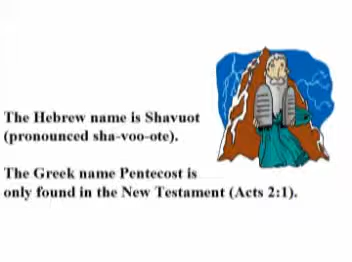 The Hebrew name is Shavuot
(pronounced sha-voo-ote).
The Greek name Pentecost is
only found in the New Testament (Acts 2:1).